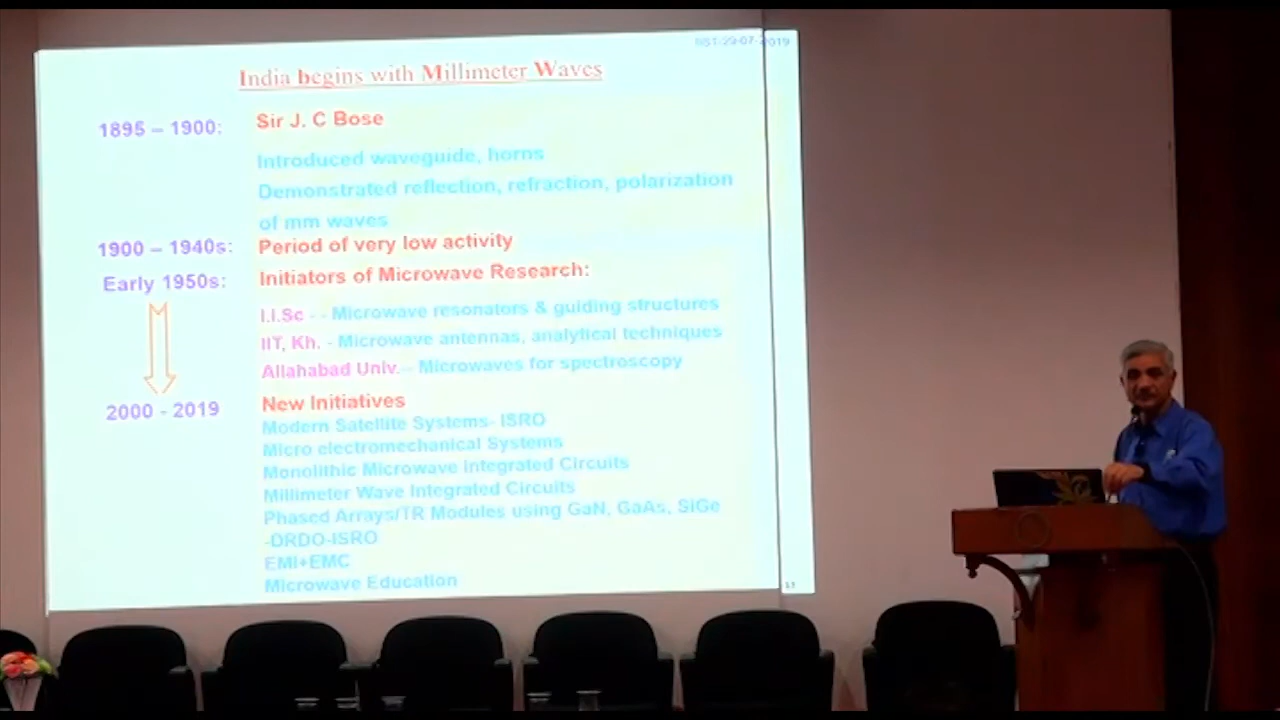 IIST-29-07-2019
India begins with Millimeter Waves
1895 – 1900: Sir J. C Bose
Introduced waveguide, horns
Demonstrated reflection, refraction, polarization
of mm waves
1900 – 1940s: Period of very low activity
Early 1950s: Initiators of Microwave Research:
I.I.Sc - - Microwave resonators & guiding structures
IIT, Kh. - Microwave antennas, analytical techniques
Allahabad Univ.– Microwaves for spectroscopy
2000 - 2019 New Initiatives
Modern Satellite Systems- ISRO
Micro electromechanical Systems
Monolithic Microwave Integrated Circuits
Millimeter Wave Integrated Circuits
Phased Arrays/TR Modules using GaN, GaAs, SiGe
-DRDO-ISRO
EMI+EMC
Microwave Education